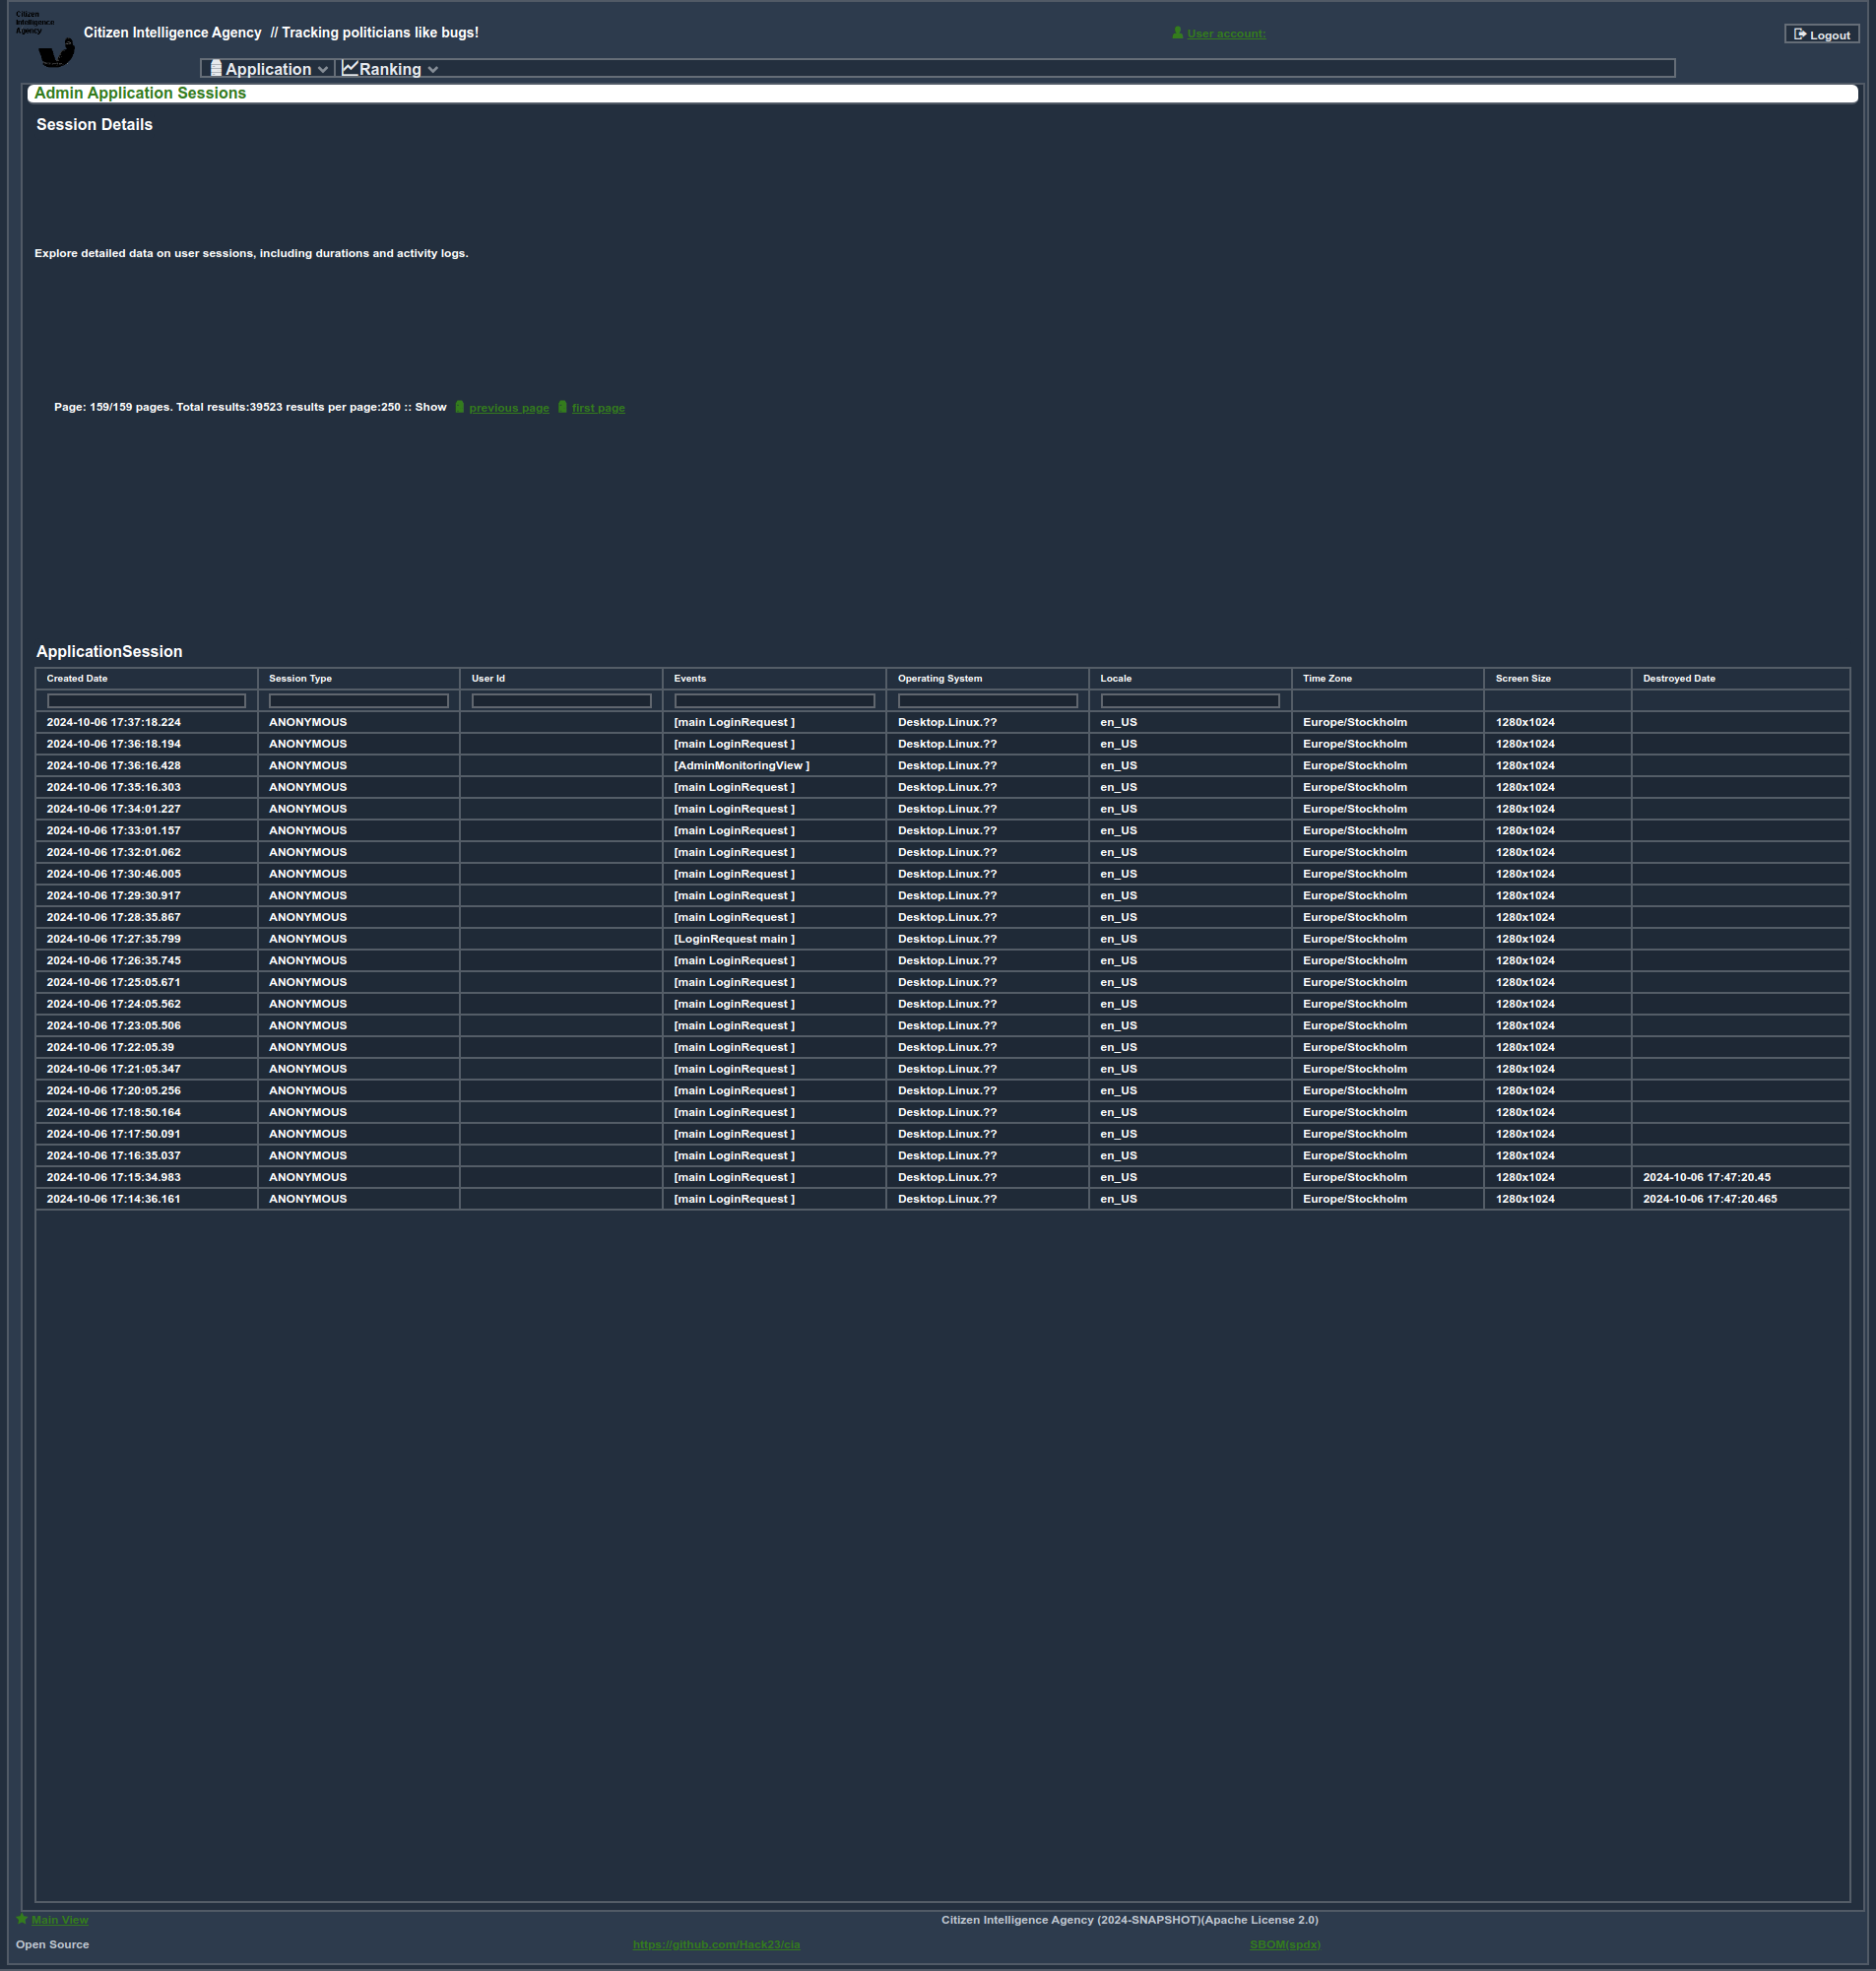 Citizen
Intelligence
Agency
Citizen Intelligence Agency // Tracking politicians like bugs!
User account:
Logout
Application Ranking
Admin Application Sessions
Session Details
Explore detailed data on user sessions, including durations and activity logs.
Page: 159/159 pages. Total results:39523 results per page:250 :: Show previous page first page
ApplicationSession
Created Date Session Type User Id Events Operating System Locale Time Zone Screen Size Destroyed Date
2024-10-06 17:37:18.224 ANONYMOUS [main LoginRequest ] Desktop.Linux.?? en_US Europe/Stockholm 1280x1024
2024-10-06 17:36:18.194 ANONYMOUS [main LoginRequest ] Desktop.Linux.?? en_US Europe/Stockholm 1280x1024
2024-10-06 17:36:16.428 ANONYMOUS [AdminMonitoringView ] Desktop.Linux.?? en_US Europe/Stockholm 1280x1024
2024-10-06 17:35:16.303 ANONYMOUS [main LoginRequest ] Desktop.Linux.?? en_US Europe/Stockholm 1280x1024
2024-10-06 17:34:01.227 ANONYMOUS [main LoginRequest ] Desktop.Linux.?? en_US Europe/Stockholm 1280x1024
2024-10-06 17:33:01.157 ANONYMOUS [main LoginRequest ] Desktop.Linux.?? en_US Europe/Stockholm 1280x1024
2024-10-06 17:32:01.062 ANONYMOUS [main LoginRequest ] Desktop.Linux.?? en_US Europe/Stockholm 1280x1024
2024-10-06 17:30:46.005 ANONYMOUS [main LoginRequest ] Desktop.Linux.?? en_US Europe/Stockholm 1280x1024
2024-10-06 17:29:30.917 ANONYMOUS [main LoginRequest ] Desktop.Linux.?? en_US Europe/Stockholm 1280x1024
2024-10-06 17:28:35.867 ANONYMOUS [main LoginRequest ] Desktop.Linux.?? en_US Europe/Stockholm 1280x1024
2024-10-06 17:27:35.799 ANONYMOUS [LoginRequest main ] Desktop.Linux.?? en_US Europe/Stockholm 1280x1024
2024-10-06 17:26:35.745 ANONYMOUS [main LoginRequest ] Desktop.Linux.?? en_US Europe/Stockholm 1280x1024
2024-10-06 17:25:05.671 ANONYMOUS [main LoginRequest ] Desktop.Linux.?? en_US Europe/Stockholm 1280x1024
2024-10-06 17:24:05.562 ANONYMOUS [main LoginRequest ] Desktop.Linux.?? en_US Europe/Stockholm 1280x1024
2024-10-06 17:23:05.506 ANONYMOUS [main LoginRequest ] Desktop.Linux.?? en_US Europe/Stockholm 1280x1024
2024-10-06 17:22:05.39 ANONYMOUS [main LoginRequest ] Desktop.Linux.?? en_US Europe/Stockholm 1280x1024
2024-10-06 17:21:05.347 ANONYMOUS [main LoginRequest ] Desktop.Linux.?? en_US Europe/Stockholm 1280x1024
2024-10-06 17:20:05.256 ANONYMOUS [main LoginRequest ] Desktop.Linux.?? en_US Europe/Stockholm 1280x1024
2024-10-06 17:18:50.164 ANONYMOUS [main LoginRequest ] Desktop.Linux.?? en_US Europe/Stockholm 1280x1024
2024-10-06 17:17:50.091 ANONYMOUS [main LoginRequest ] Desktop.Linux.?? en_US Europe/Stockholm 1280x1024
2024-10-06 17:16:35.037 ANONYMOUS [main LoginRequest ] Desktop.Linux.?? en_US Europe/Stockholm 1280x1024
2024-10-06 17:15:34.983 ANONYMOUS [main LoginRequest ] Desktop.Linux.?? en_US Europe/Stockholm 1280x1024 2024-10-06 17:47:20.45
2024-10-06 17:14:36.161 ANONYMOUS [main LoginRequest ] Desktop.Linux.?? en_US Europe/Stockholm 1280x1024 2024-10-06 17:47:20.465
Main View Citizen Intelligence Agency (2024-SNAPSHOT)(Apache License 2.0)
Open Source https://github.com/Hack23/cia SBOM(spdx)